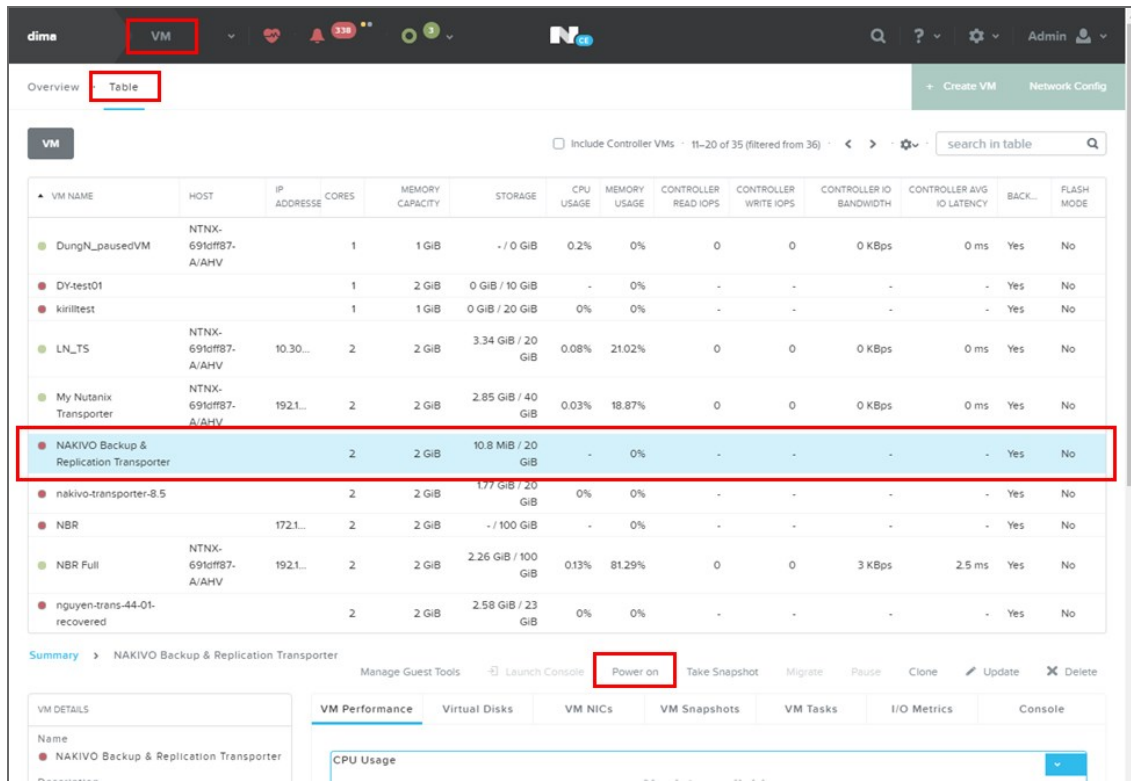 dima VM 338 3 N CE ? Admin
Overview · Table + Create VM Network Config
VM Include Controller VMs · 11–20 of 35 (filtered from 36) · < > · · search in table
VM NAME HOST IP ADDRESSE CORES MEMORY CAPACITY STORAGE CPU USAGE MEMORY USAGE CONTROLLER READ IOPS CONTROLLER WRITE IOPS CONTROLLER IO BANDWIDTH CONTROLLER AVG IO LATENCY BACK... FLASH MODE
DungN_pausedVM NTNX-691dff87-A/AHV 1 1 GiB - / 0 GiB 0.2% 0% 0 0 0 KBps 0 ms Yes No
DY-test01 1 2 GiB 0 GiB / 10 GiB - 0% - - - - Yes No
kirilltest 1 1 GiB 0 GiB / 20 GiB 0% 0% - - - - Yes No
LN_TS NTNX-691dff87-A/AHV 10.30... 2 2 GiB 3.34 GiB / 20 GiB 0.08% 21.02% 0 0 0 KBps 0 ms Yes No
My Nutanix Transporter NTNX-691dff87-A/AHV 192.1... 2 2 GiB 2.85 GiB / 40 GiB 0.03% 18.87% 0 0 0 KBps 0 ms Yes No
NAKIVO Backup & Replication Transporter 2 2 GiB 10.8 MiB / 20 GiB - 0% - - - - Yes No
nakivo-transporter-8.5 2 2 GiB 1.77 GiB / 20 GiB 0% 0% - - - - Yes No
NBR 172.1... 2 2 GiB - / 100 GiB - 0% - - - - Yes No
NBR Full NTNX-691dff87-A/AHV 192.1... 2 2 GiB 2.26 GiB / 100 GiB 0.13% 81.29% 0 0 3 KBps 2.5 ms Yes No
nguyen-trans-44-01-recovered 2 2 GiB 2.58 GiB / 23 GiB 0% 0% - - - - Yes No
Summary > NAKIVO Backup & Replication Transporter
Manage Guest Tools Launch Console Power on Take Snapshot Migrate Pause Clone Update Delete
VM DETAILS VM Performance Virtual Disks VM NICs VM Snapshots VM Tasks I/O Metrics Console
Name
NAKIVO Backup & Replication Transporter CPU Usage